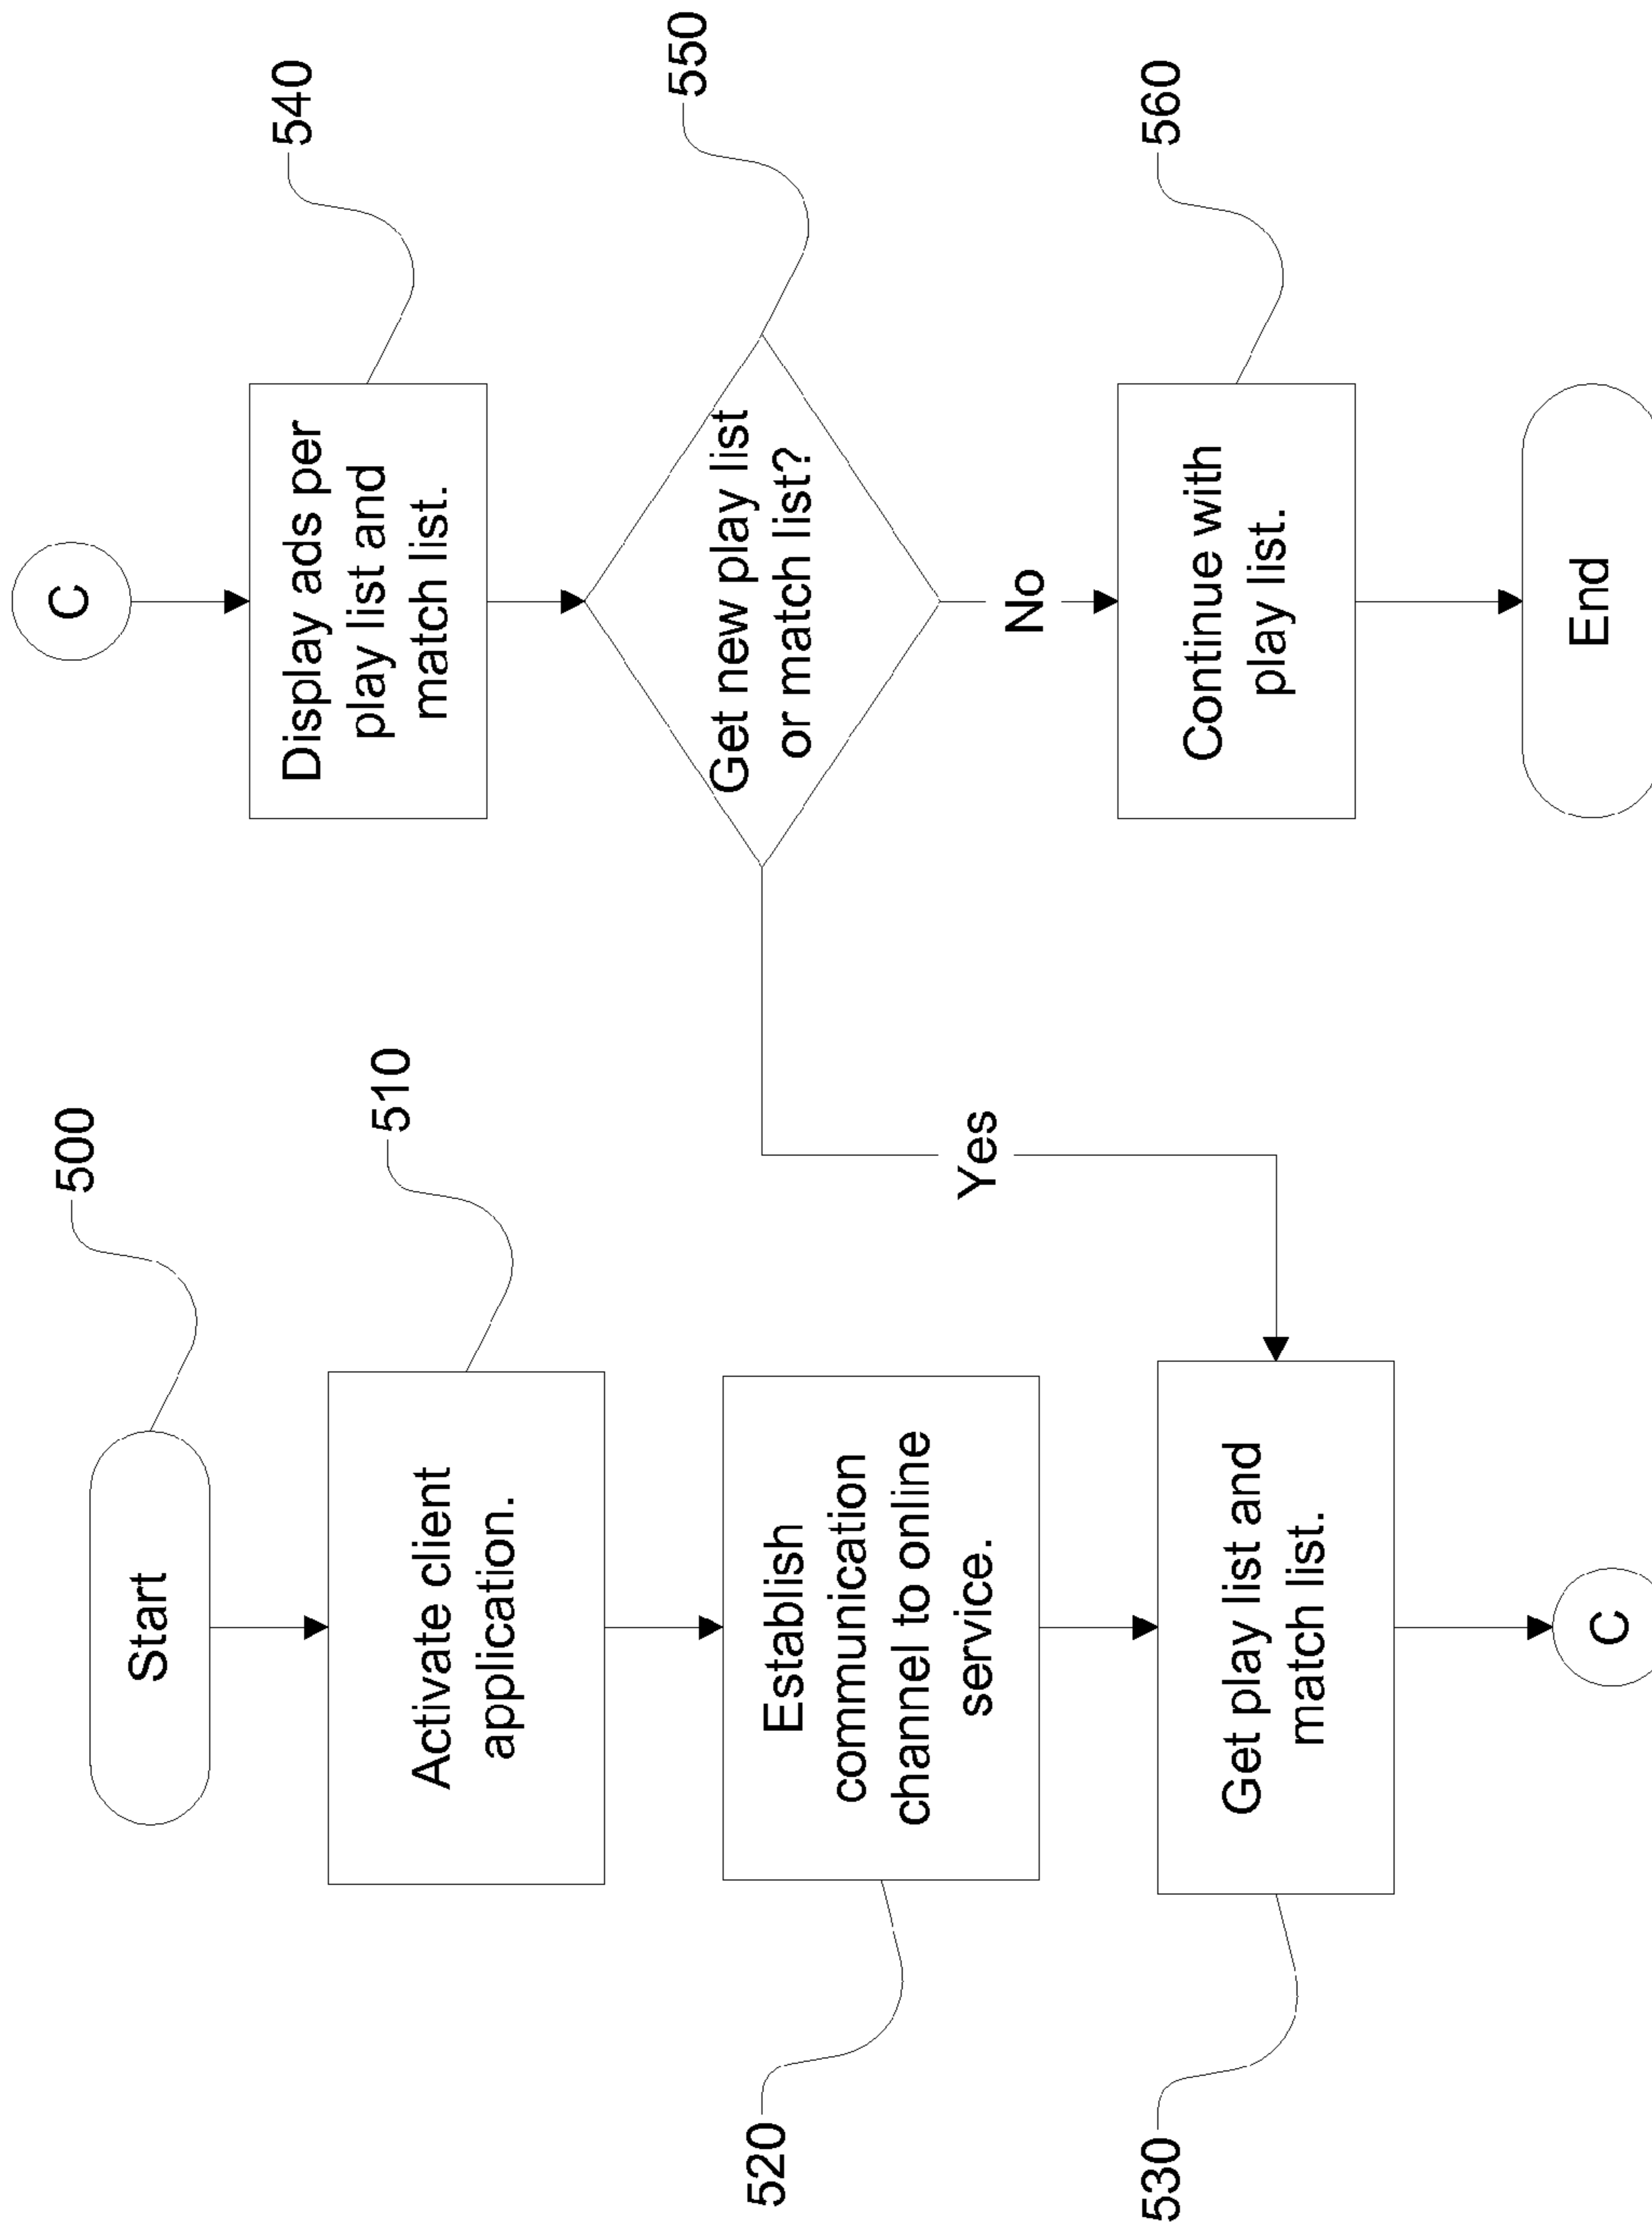 500
Start
510
Activate client
application.
520
Establish
communication
channel to online
service.
530
Get play list and
match list.
C
C
540
Display ads per
play list and
match list.
550
Get new play list
or match list?
Yes
No
560
Continue with
play list.
End